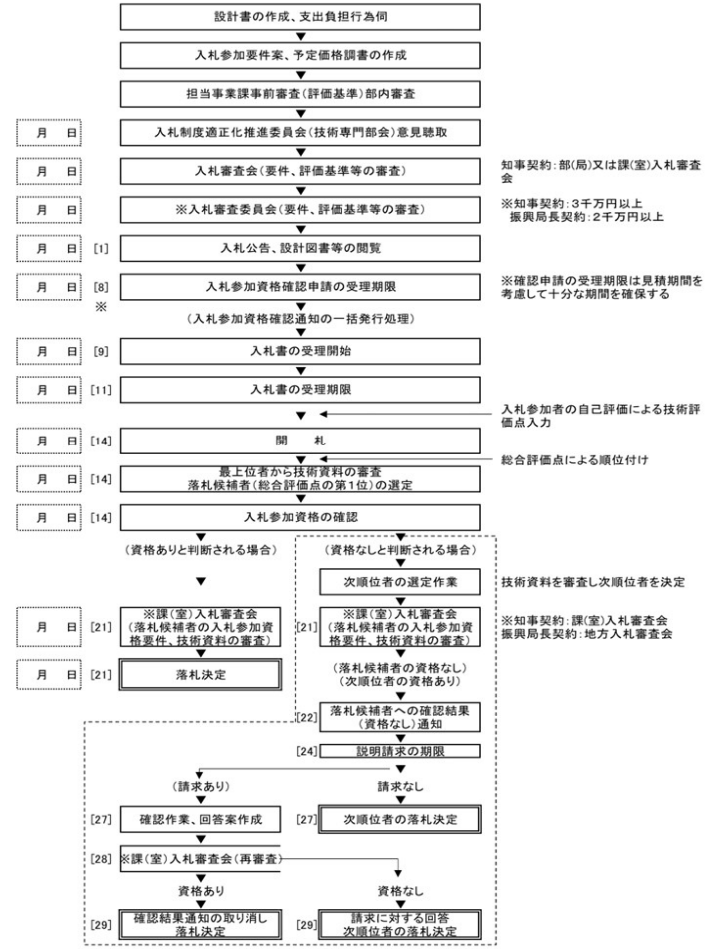 設計書の作成、支出負担行為伺
入札参加要件案、予定価格調書の作成
担当事業課事前審査(評価基準)部内審査
月　日
入札制度適正化推進委員会(技術専門部会)意見聴取
月　日
入札審査会(要件、評価基準等の審査)
知事契約:部(局)又は課(室)入札審査
会
月　日
※入札審査委員会(要件、評価基準等の審査)
※知事契約:3千万円以上
振興局長契約:2千万円以上
月　日 [1]
入札公告、設計図書等の閲覧
月　日 [8]
※
入札参加資格確認申請の受理期限
※確認申請の受理期限は見積期間を
考慮して十分な期間を確保する
(入札参加資格確認通知の一括発行処理)
月　日 [9]
入札書の受理開始
月　日 [11]
入札書の受理期限
入札参加者の自己評価による技術評
価点入力
月　日 [14]
開　　札
総合評価点による順位付け
月　日 [14]
最上位者から技術資料の審査
落札候補者(総合評価点の第1位)の選定
月　日 [14]
入札参加資格の確認
(資格ありと判断される場合)
(資格なしと判断される場合)
次順位者の選定作業
技術資料を審査し次順位者を決定
月　日 [21]
※課(室)入札審査会
(落札候補者の入札参加資
格要件、技術資料の審査)
[21]
※課(室)入札審査会
(落札候補者の入札参加資
格要件、技術資料の審査)
※知事契約:課(室)入札審査会
振興局長契約:地方入札審査会
月　日 [21]
落札決定
(落札候補者の資格なし)
(次順位者の資格あり)
[22]
落札候補者への確認結果
(資格なし)通知
[24]
説明請求の期限
(請求あり)
請求なし
[27]
確認作業、回答案作成
[27]
次順位者の落札決定
[28]
※課(室)入札審査会(再審査)
資格あり
資格なし
[29]
確認結果通知の取り消し
落札決定
[29]
請求に対する回答
次順位者の落札決定